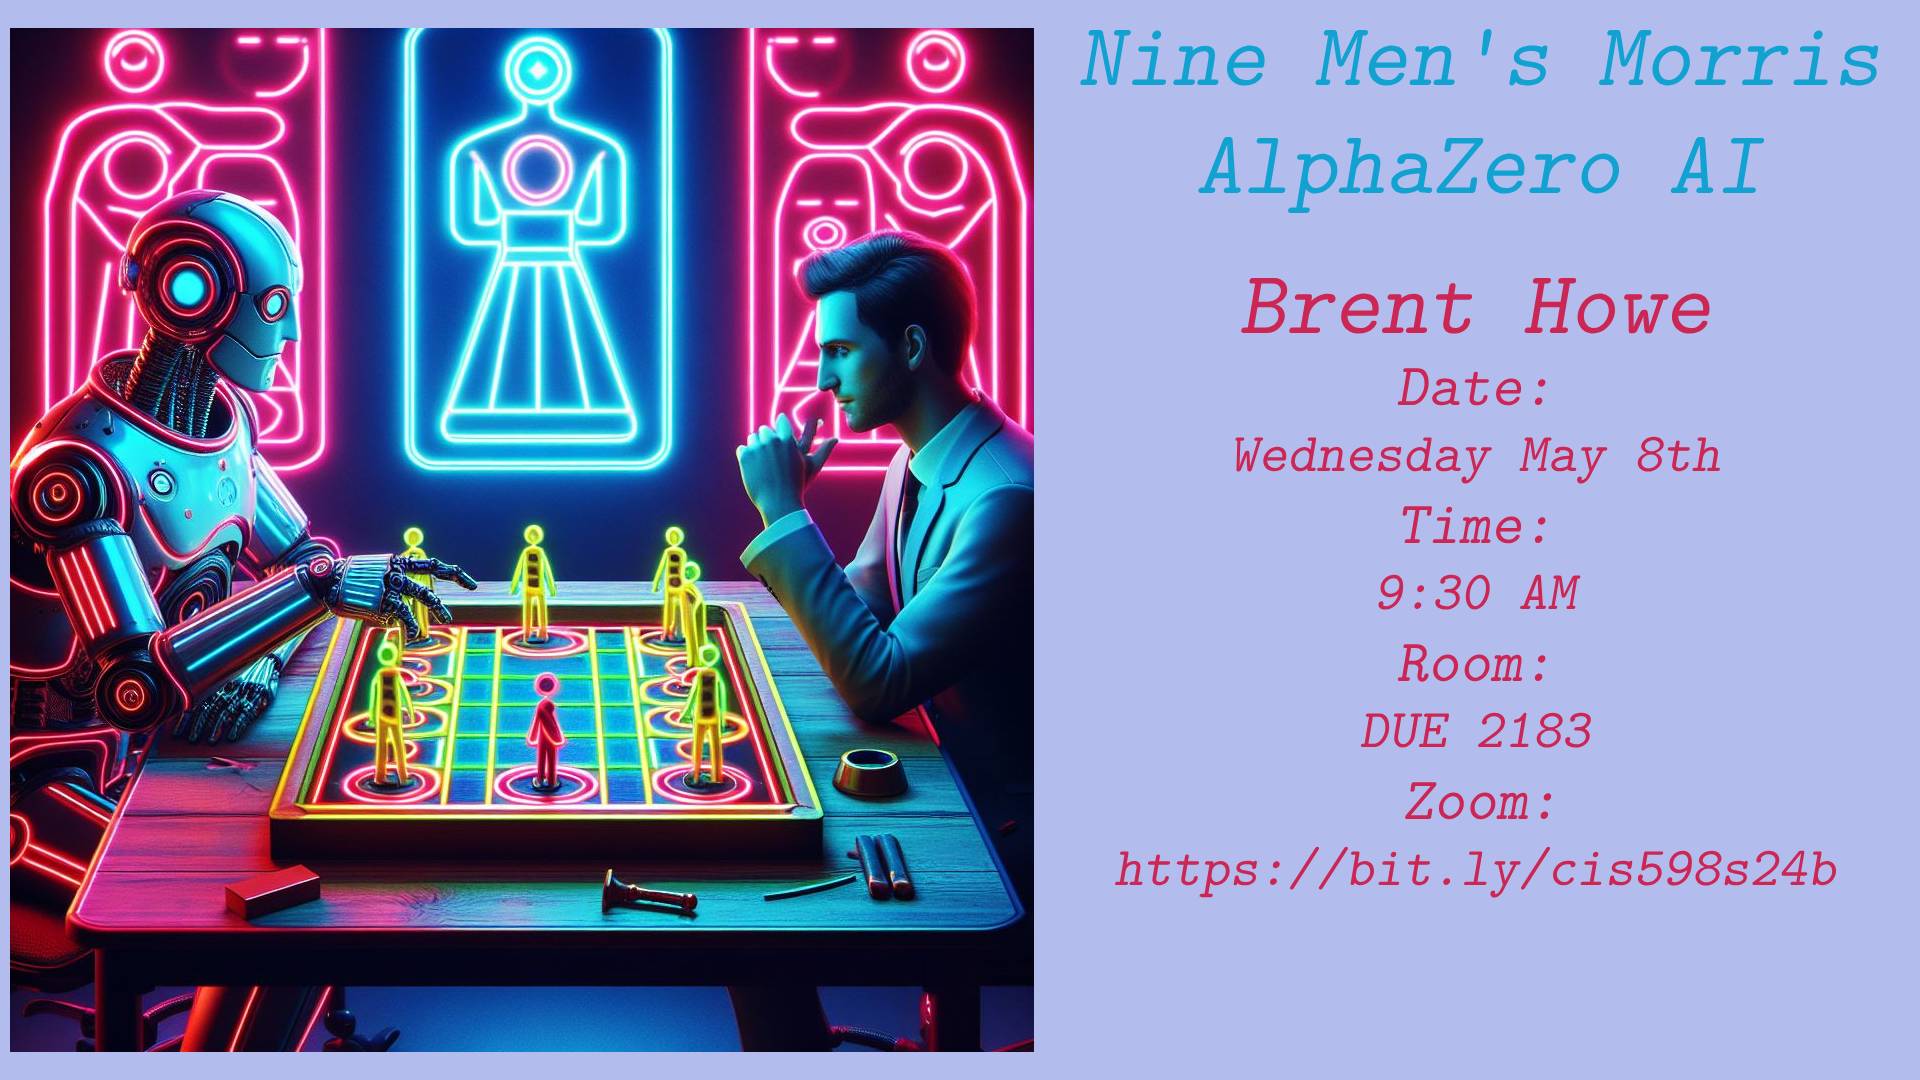 Nine Men's Morris
AlphaZero AI
Brent Howe
Date:
Wednesday May 8th
Time:
9:30 AM
Room:
DUE 2183
Zoom:
https://bit.ly/cis598s24b